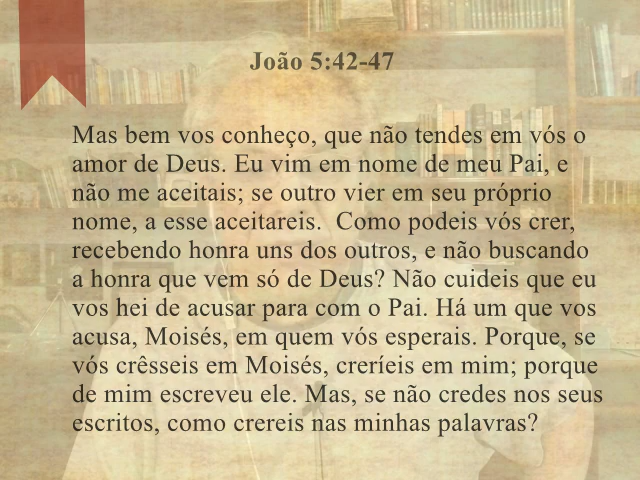 João 5:42-47
Mas bem vos conheço, que não tendes em vós o
amor de Deus. Eu vim em nome de meu Pai, e
não me aceitais; se outro vier em seu próprio
nome, a esse aceitareis.  Como podeis vós crer,
recebendo honra uns dos outros, e não buscando
a honra que vem só de Deus? Não cuideis que eu
vos hei de acusar para com o Pai. Há um que vos
acusa, Moisés, em quem vós esperais. Porque, se
vós crêsseis em Moisés, creríeis em mim; porque
de mim escreveu ele. Mas, se não credes nos seus
escritos, como crereis nas minhas palavras?